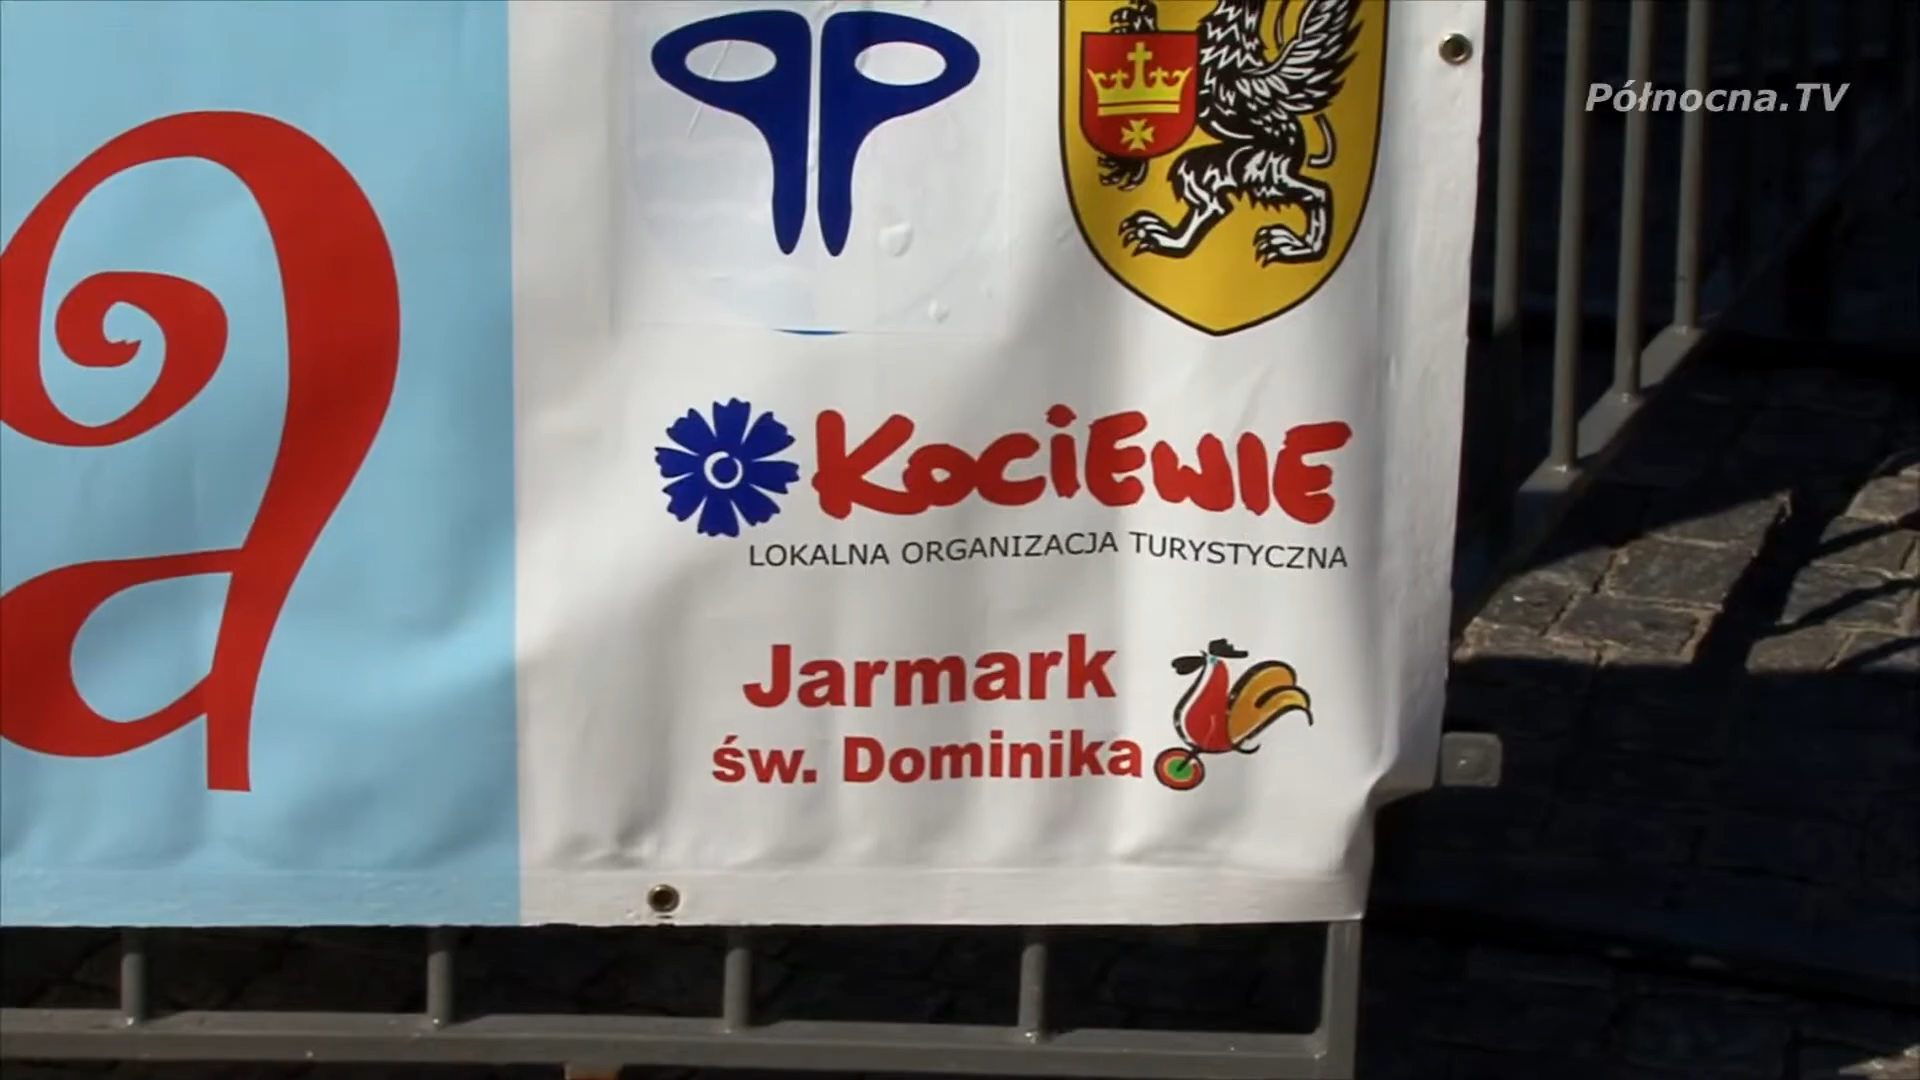 Północna.TV
a
KOCIEWIE
LOKALNA ORGANIZACJA TURYSTYCZNA
Jarmark
św. Dominika